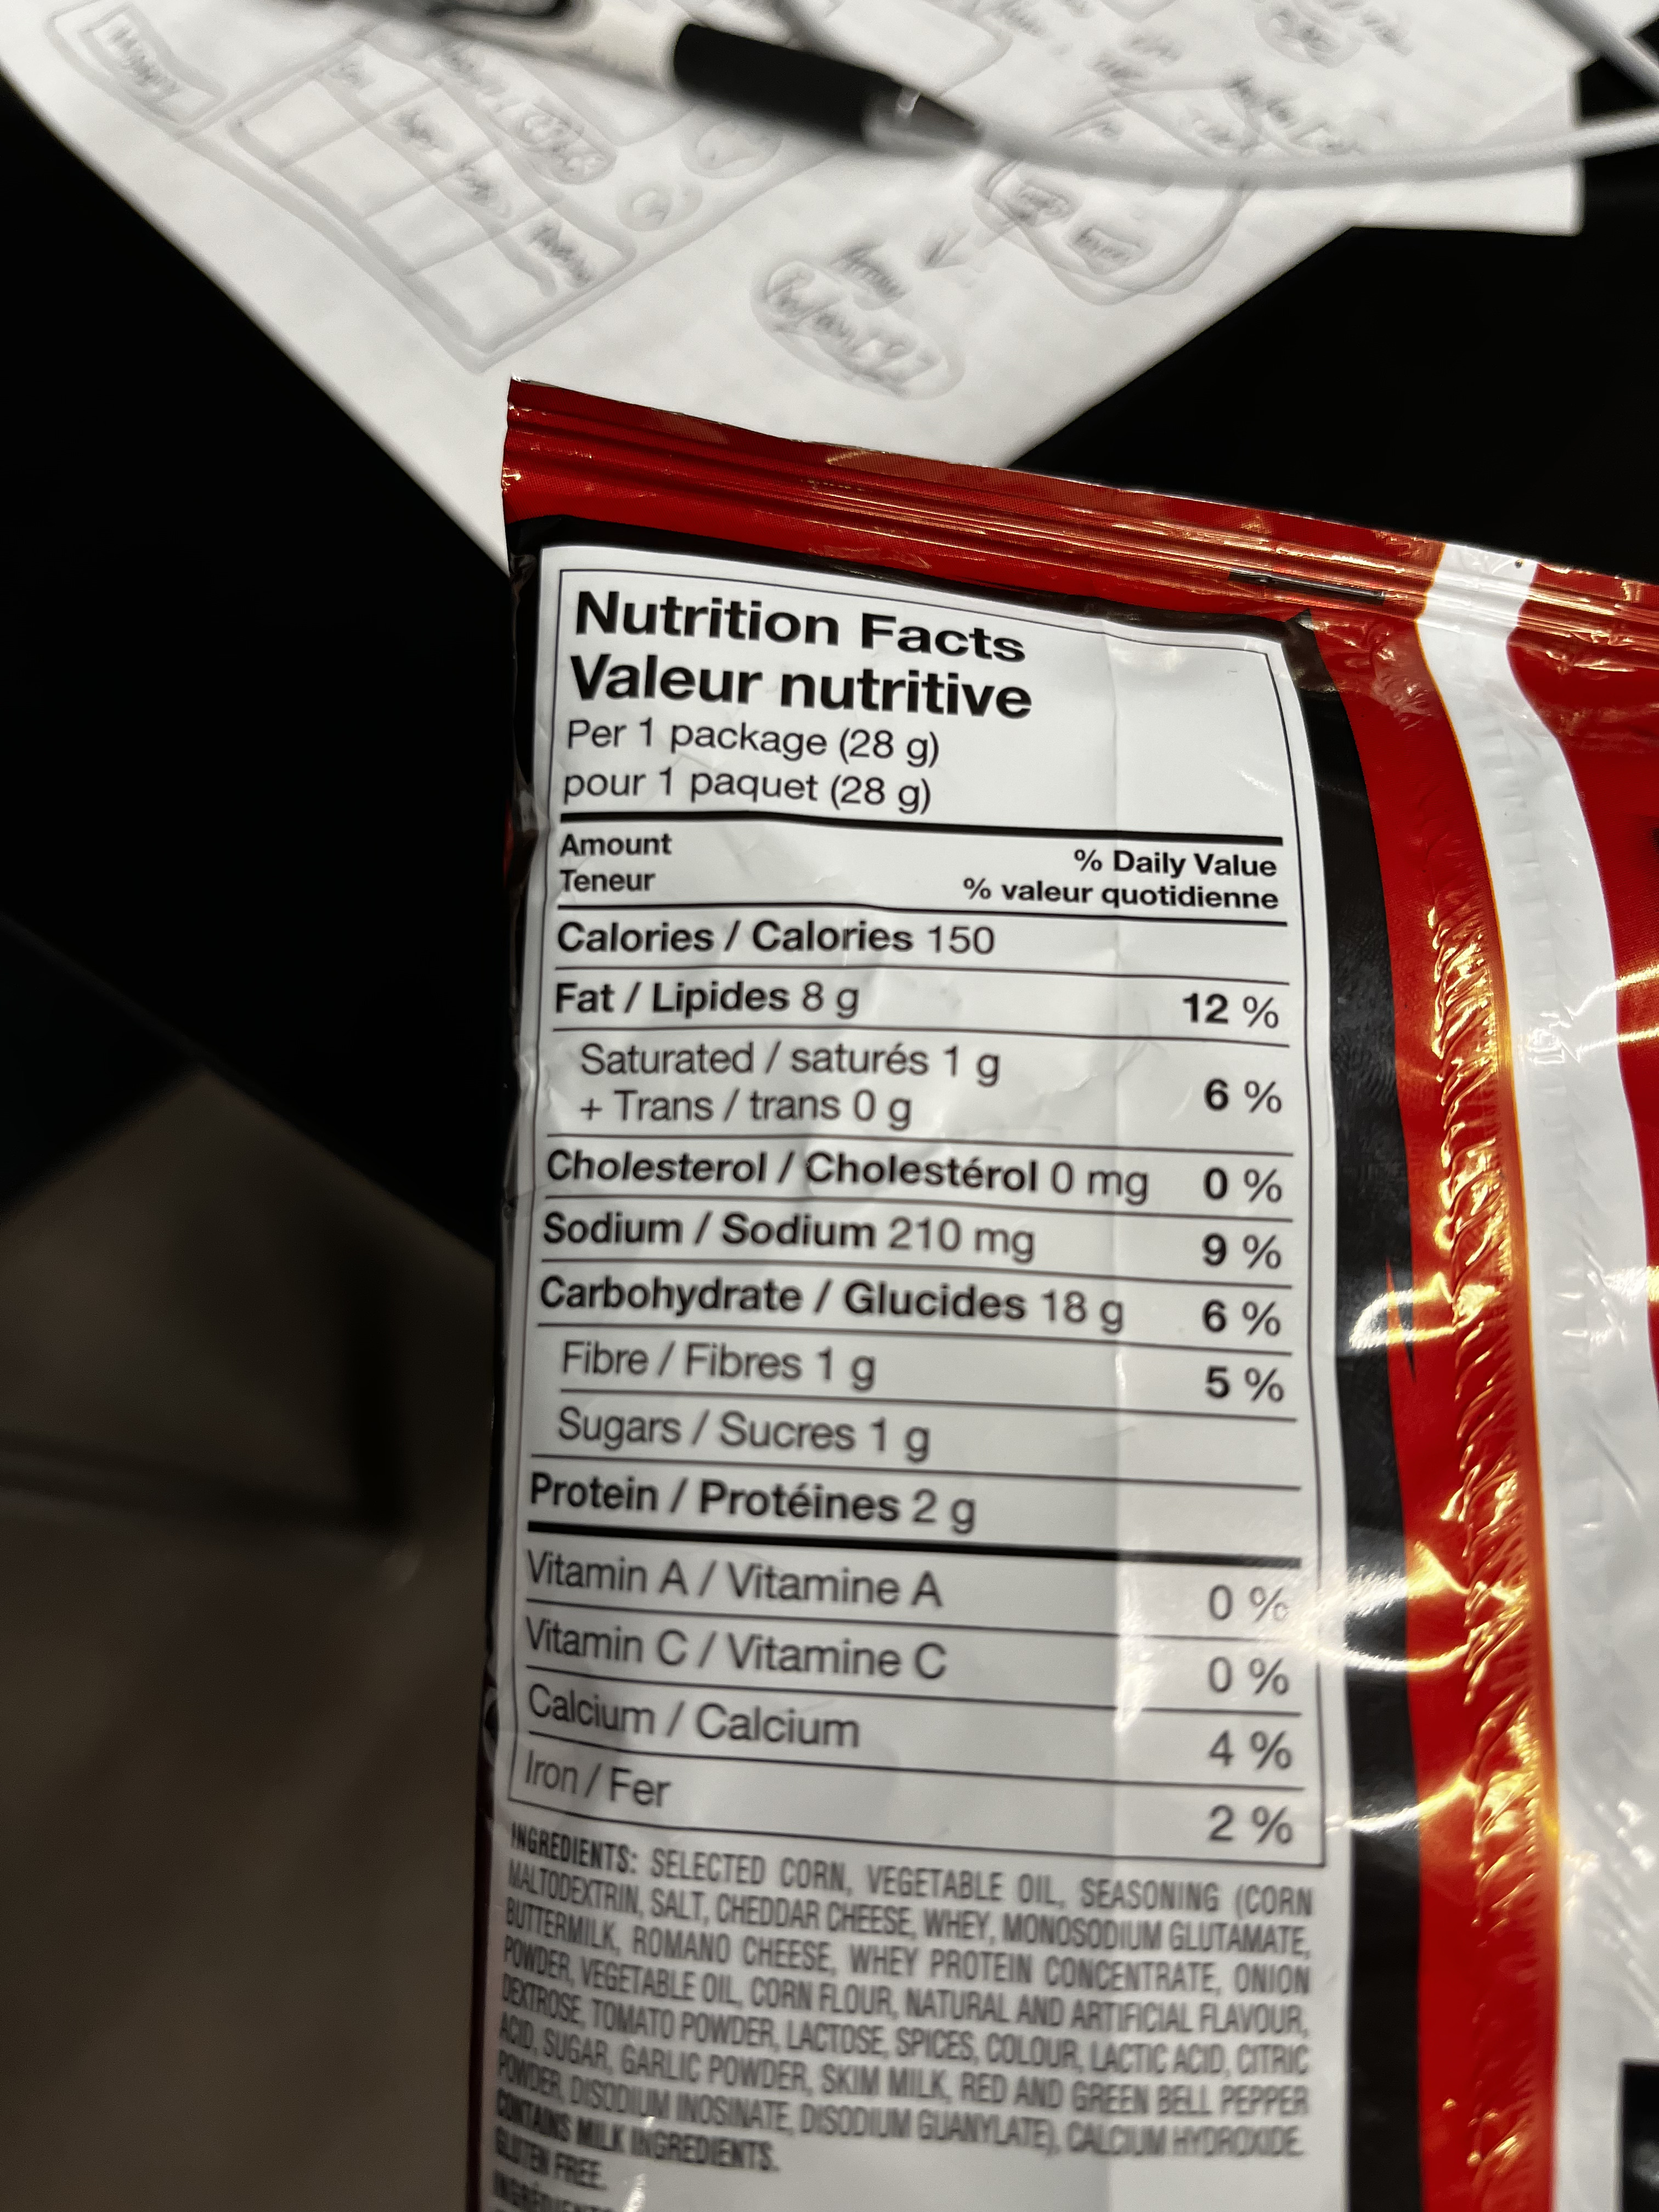 Nutrition Facts
Valeur nutritive
Per 1 package (28 g)
pour 1 paquet (28 g)
Amount
Teneur
% Daily Value
% valeur quotidienne
Calories / Calories 150
Fat / Lipides 8 g 12 %
Saturated / saturés 1 g
+ Trans / trans 0 g 6 %
Cholesterol / Cholestérol 0 mg 0 %
Sodium / Sodium 210 mg 9 %
Carbohydrate / Glucides 18 g 6 %
Fibre / Fibres 1 g 5 %
Sugars / Sucres 1 g
Protein / Protéines 2 g
Vitamin A / Vitamine A 0 %
Vitamin C / Vitamine C 0 %
Calcium / Calcium 4 %
Iron / Fer 2 %
INGREDIENTS: SELECTED CORN, VEGETABLE OIL, SEASONING (CORN
MALTODEXTRIN, SALT, CHEDDAR CHEESE, WHEY, MONOSODIUM GLUTAMATE,
BUTTERMILK, ROMANO CHEESE, WHEY PROTEIN CONCENTRATE, ONION
POWDER, VEGETABLE OIL, CORN FLOUR, NATURAL AND ARTIFICIAL FLAVOUR,
DEXTROSE, TOMATO POWDER, LACTOSE, SPICES, COLOUR, LACTIC ACID, CITRIC
ACID, SUGAR, GARLIC POWDER, SKIM MILK, RED AND GREEN BELL PEPPER
POWDER, DISODIUM INOSINATE, DISODIUM GUANYLATE), CALCIUM HYDROXIDE.
CONTAINS MILK INGREDIENTS.
GLUTEN FREE.